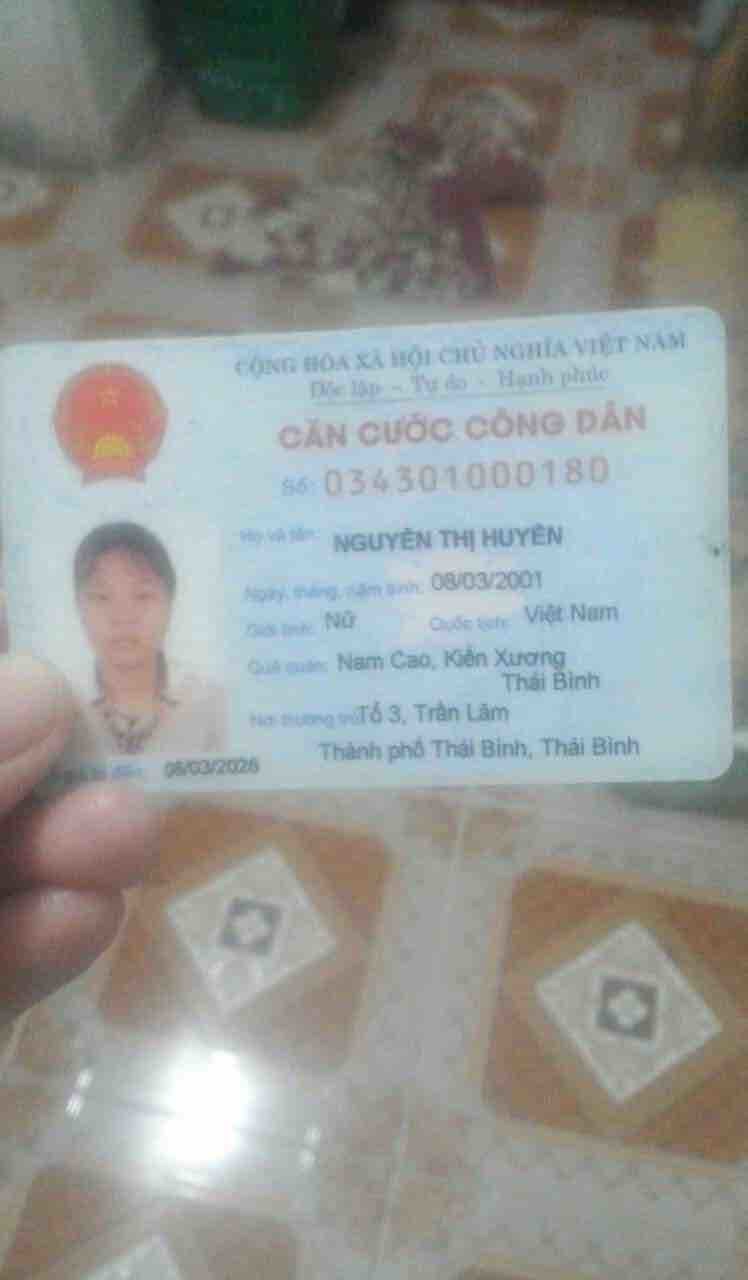 CỘNG HÒA XÃ HỘI CHỦ NGHĨA VIỆT NAM
Độc lập - Tự do - Hạnh phúc
CĂN CƯỚC CÔNG DÂN
Số: 034301000180
Họ và tên: NGUYỄN THỊ HUYÊN
Ngày, tháng, năm sinh: 08/03/2001
Giới tính: Nữ Quốc tịch: Việt Nam
Quê quán: Nam Cao, Kiến Xương
Thái Bình
Nơi thường trú: Tổ 3, Trần Lãm
Thành phố Thái Bình, Thái Bình
đến: 08/03/2026